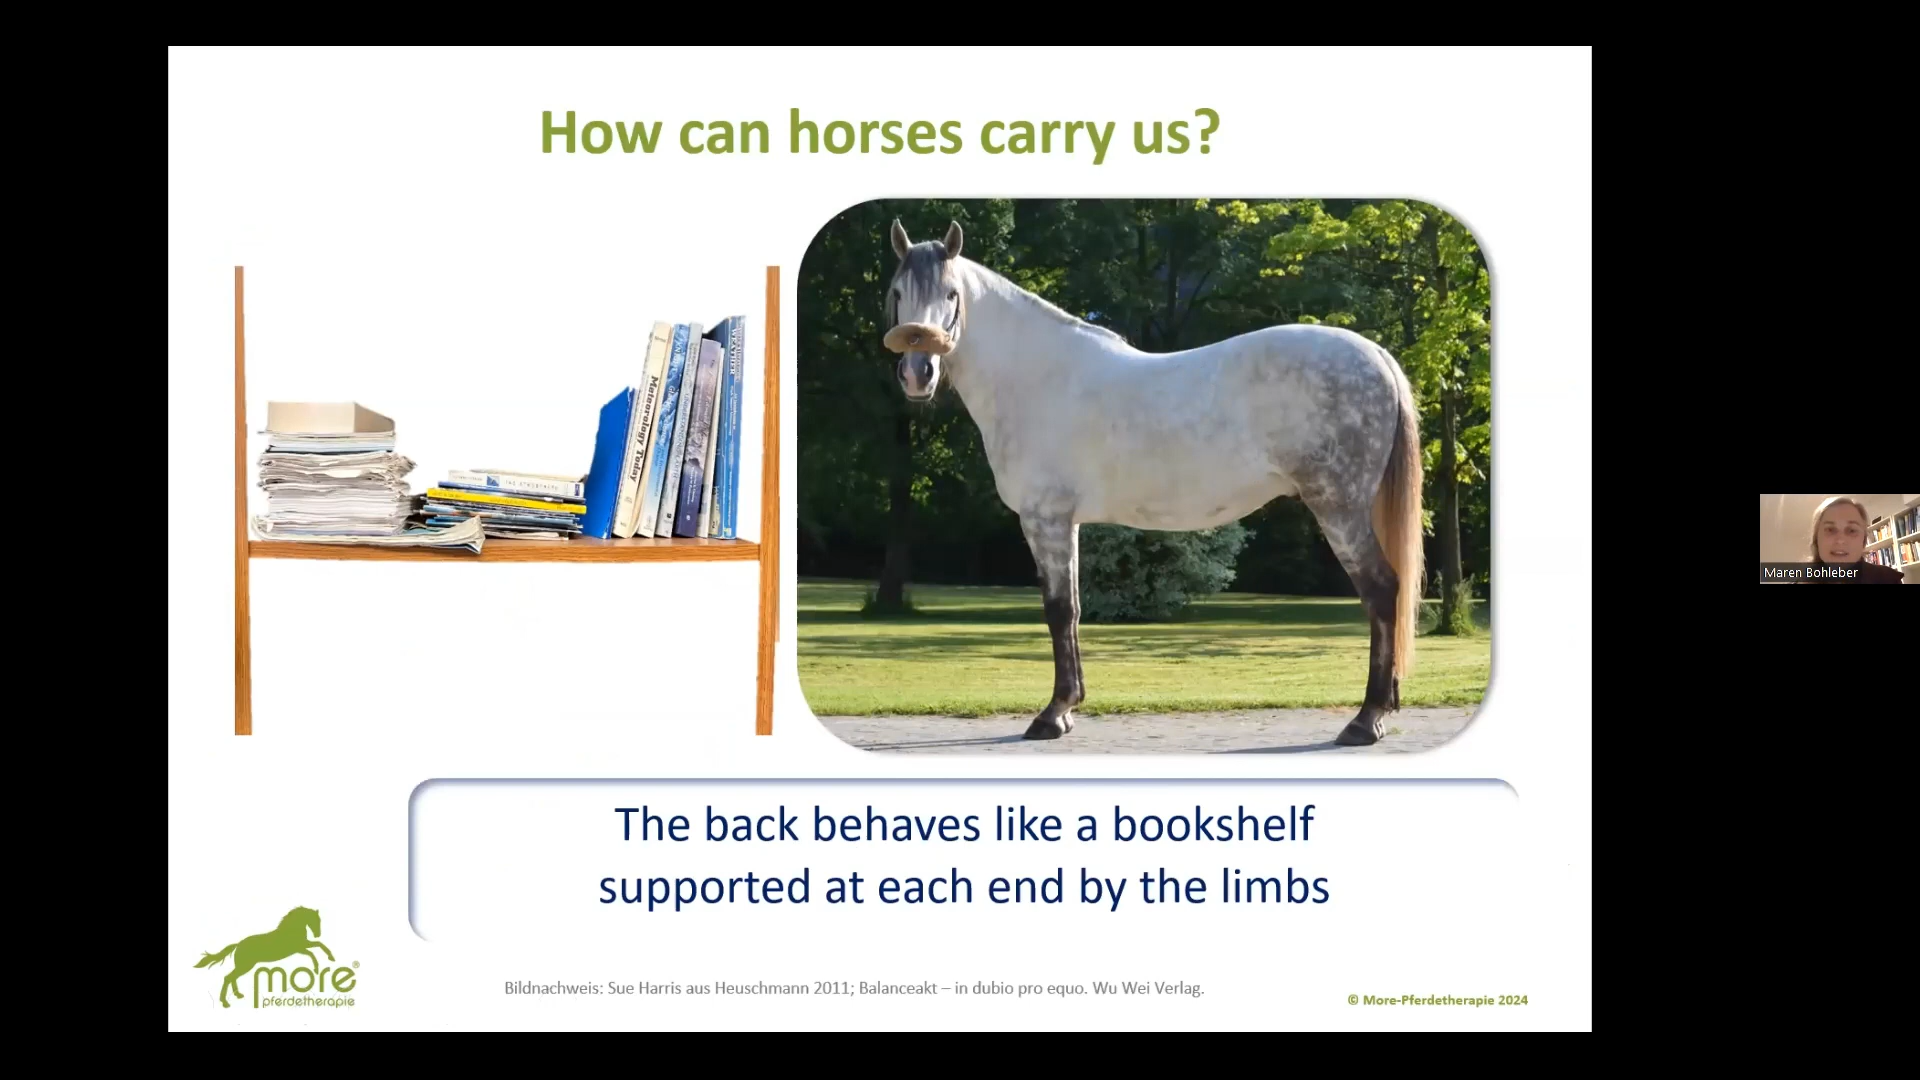 How can horses carry us?
Meteorology Today
The back behaves like a bookshelf
supported at each end by the limbs
more®
pferdetherapie
Bildnachweis: Sue Harris aus Heuschmann 2011; Balanceakt – in dubio pro equo. Wu Wei Verlag.
© More-Pferdetherapie 2024
Maren Bohleber